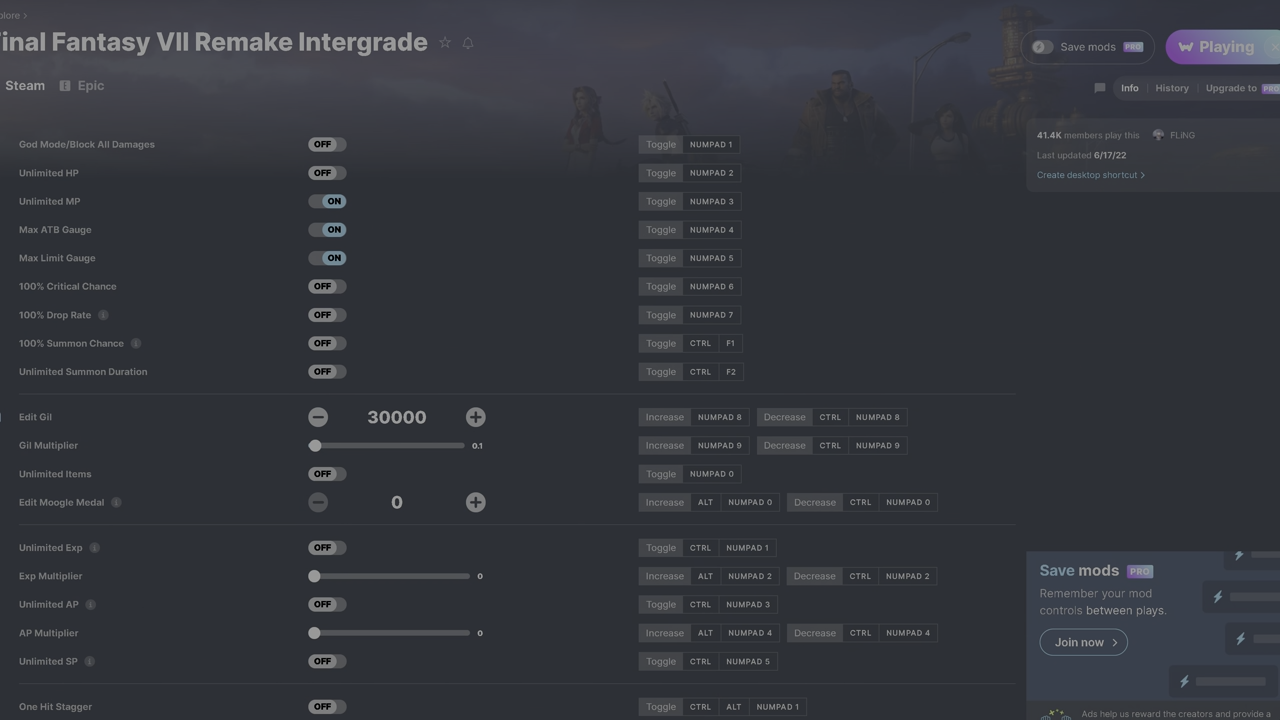 plore >
inal Fantasy VII Remake Intergrade
Save mods PRO
Playing
Steam Epic
Info History Upgrade to PRO
41.4K members play this FLiNG
Last updated 6/17/22
Create desktop shortcut >
God Mode/Block All Damages OFF Toggle NUMPAD 1
Unlimited HP OFF Toggle NUMPAD 2
Unlimited MP ON Toggle NUMPAD 3
Max ATB Gauge ON Toggle NUMPAD 4
Max Limit Gauge ON Toggle NUMPAD 5
100% Critical Chance OFF Toggle NUMPAD 6
100% Drop Rate OFF Toggle NUMPAD 7
100% Summon Chance OFF Toggle CTRL F1
Unlimited Summon Duration OFF Toggle CTRL F2
Edit Gil 30000 Increase NUMPAD 8 Decrease CTRL NUMPAD 8
Gil Multiplier 0.1 Increase NUMPAD 9 Decrease CTRL NUMPAD 9
Unlimited Items OFF Toggle NUMPAD 0
Edit Moogle Medal 0 Increase ALT NUMPAD 0 Decrease CTRL NUMPAD 0
Unlimited Exp OFF Toggle CTRL NUMPAD 1
Exp Multiplier 0 Increase ALT NUMPAD 2 Decrease CTRL NUMPAD 2
Unlimited AP OFF Toggle CTRL NUMPAD 3
AP Multiplier 0 Increase ALT NUMPAD 4 Decrease CTRL NUMPAD 4
Unlimited SP OFF Toggle CTRL NUMPAD 5
One Hit Stagger OFF Toggle CTRL ALT NUMPAD 1
Save mods PRO
Remember your mod
controls between plays.
Join now >
Ads help us reward the creators and provide a